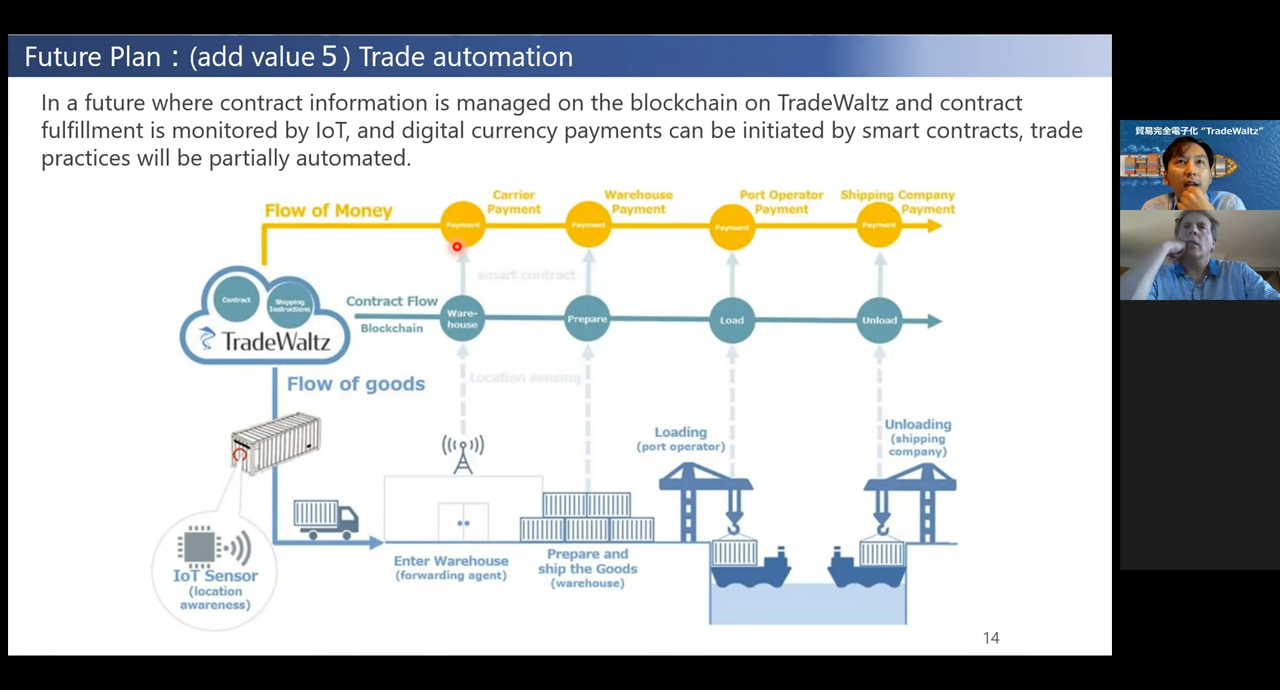 Future Plan：(add value５) Trade automation
In a future where contract information is managed on the blockchain on TradeWaltz and contract
fulfillment is monitored by IoT, and digital currency payments can be initiated by smart contracts, trade
practices will be partially automated.
貿易完全電子化 “TradeWaltz”
Flow of Money
Carrier
Payment
Warehouse
Payment
Port Operator
Payment
Shipping Company
Payment
Payment
Payment
Payment
Payment
smart contract
Contract
Shipping
Instructions
TradeWaltz
Contract Flow
Blockchain
Ware-
house
Prepare
Load
Unload
Flow of goods
Location sensing
Loading
(port operator)
Unloading
(shipping
company)
IoT Sensor
(location
awareness)
Enter Warehouse
(forwarding agent)
Prepare and
ship the Goods
(warehouse)
14